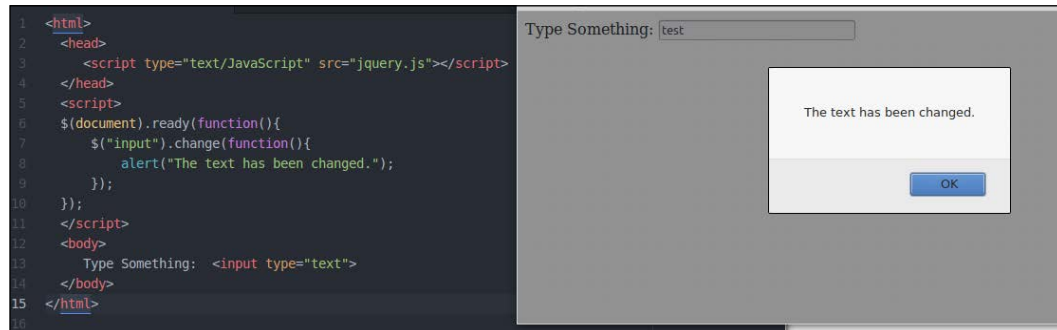 1 <html>
2 <head>
3 <script type="text/JavaScript" src="jquery.js"></script>
4 </head>
5 <script>
6 $(document).ready(function(){
7 $("input").change(function(){
8 alert("The text has been changed.");
9 });
10 });
11 </script>
12 <body>
13 Type Something: <input type="text">
14 </body>
15 </html>
16
Type Something: test
The text has been changed.
OK